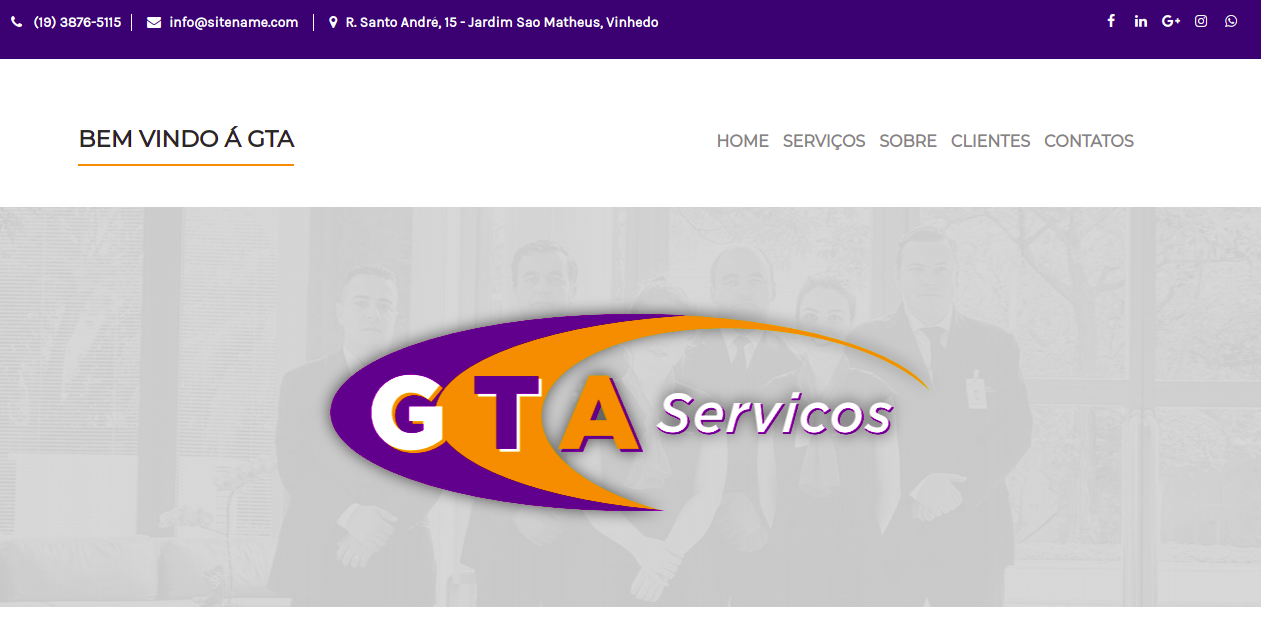 (19) 3876-5115 info@sitename.com R. Santo André, 15 - Jardim Sao Matheus, Vinhedo
BEM VINDO Á GTA
HOME SERVIÇOS SOBRE CLIENTES CONTATOS
GTA Servicos